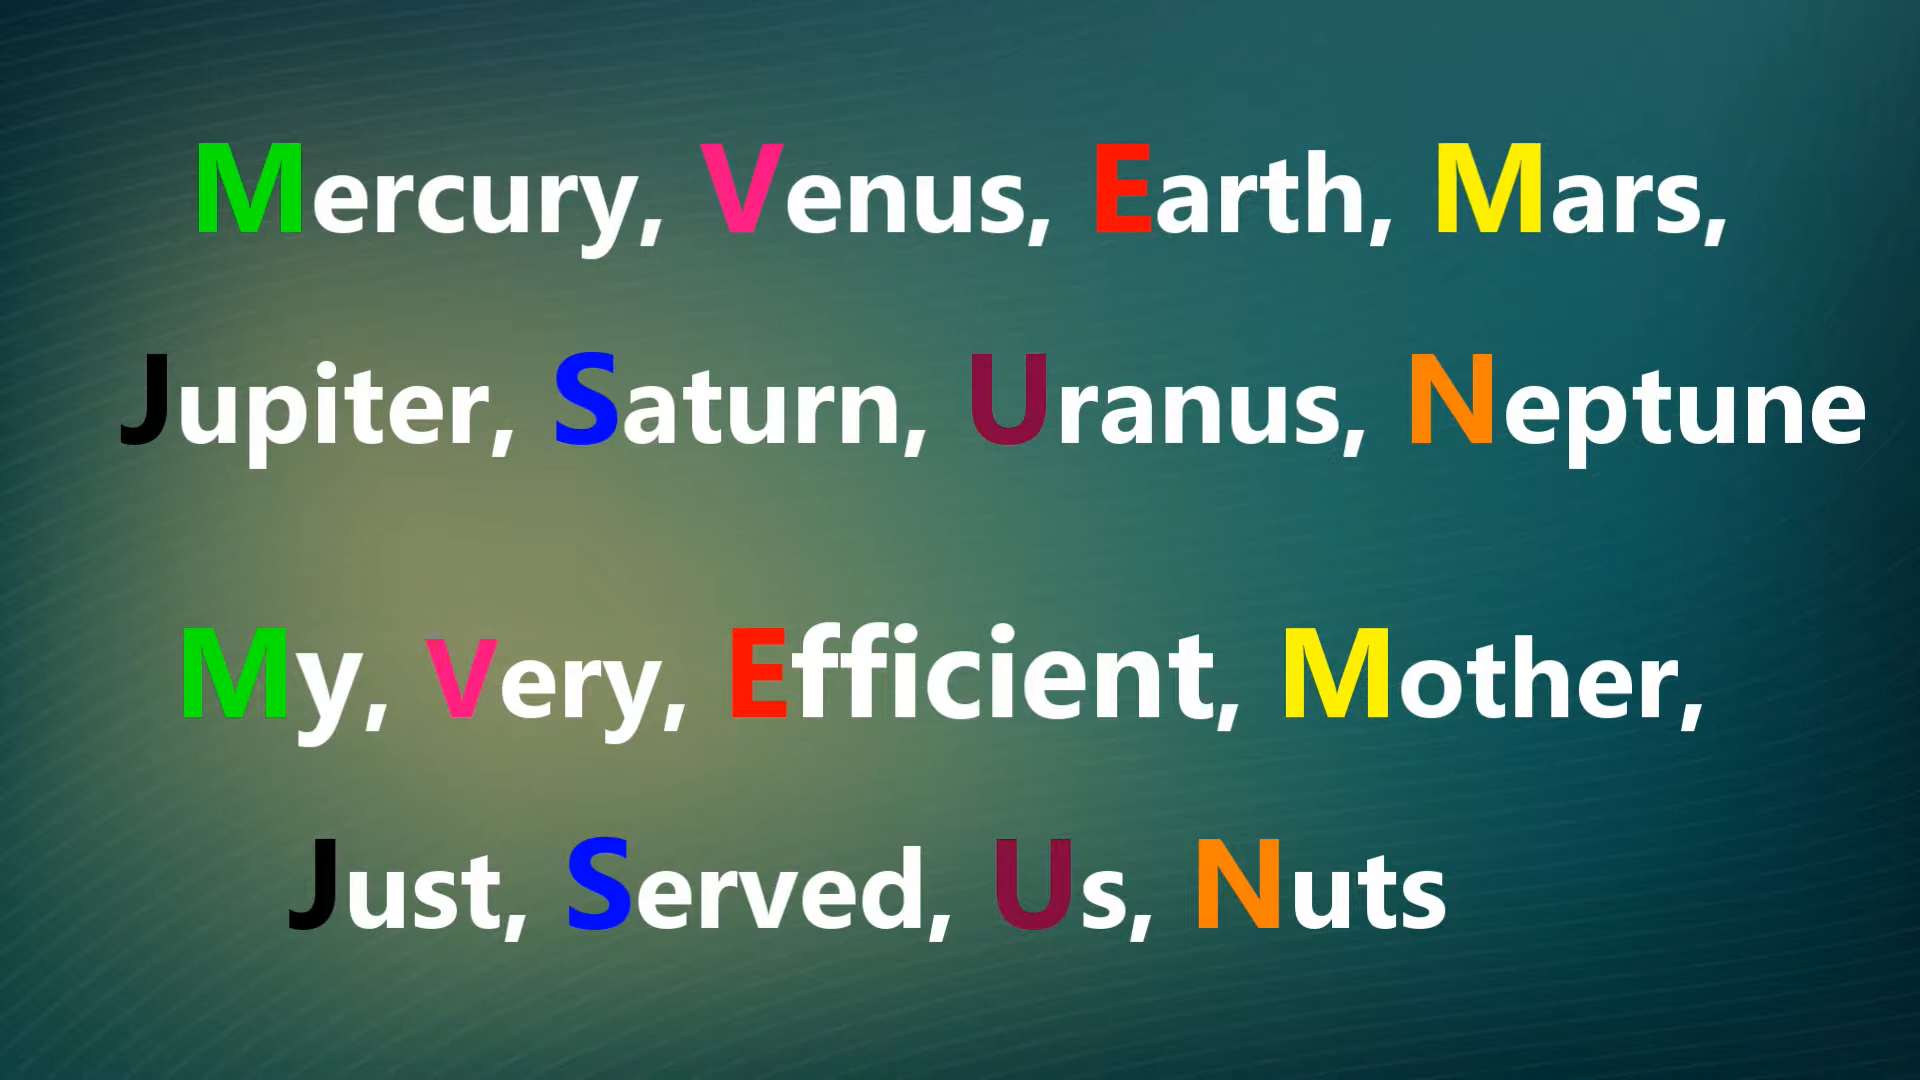 Mercury, Venus, Earth, Mars,
Jupiter, Saturn, Uranus, Neptune
My, Very, Efficient, Mother,
Just, Served, Us, Nuts